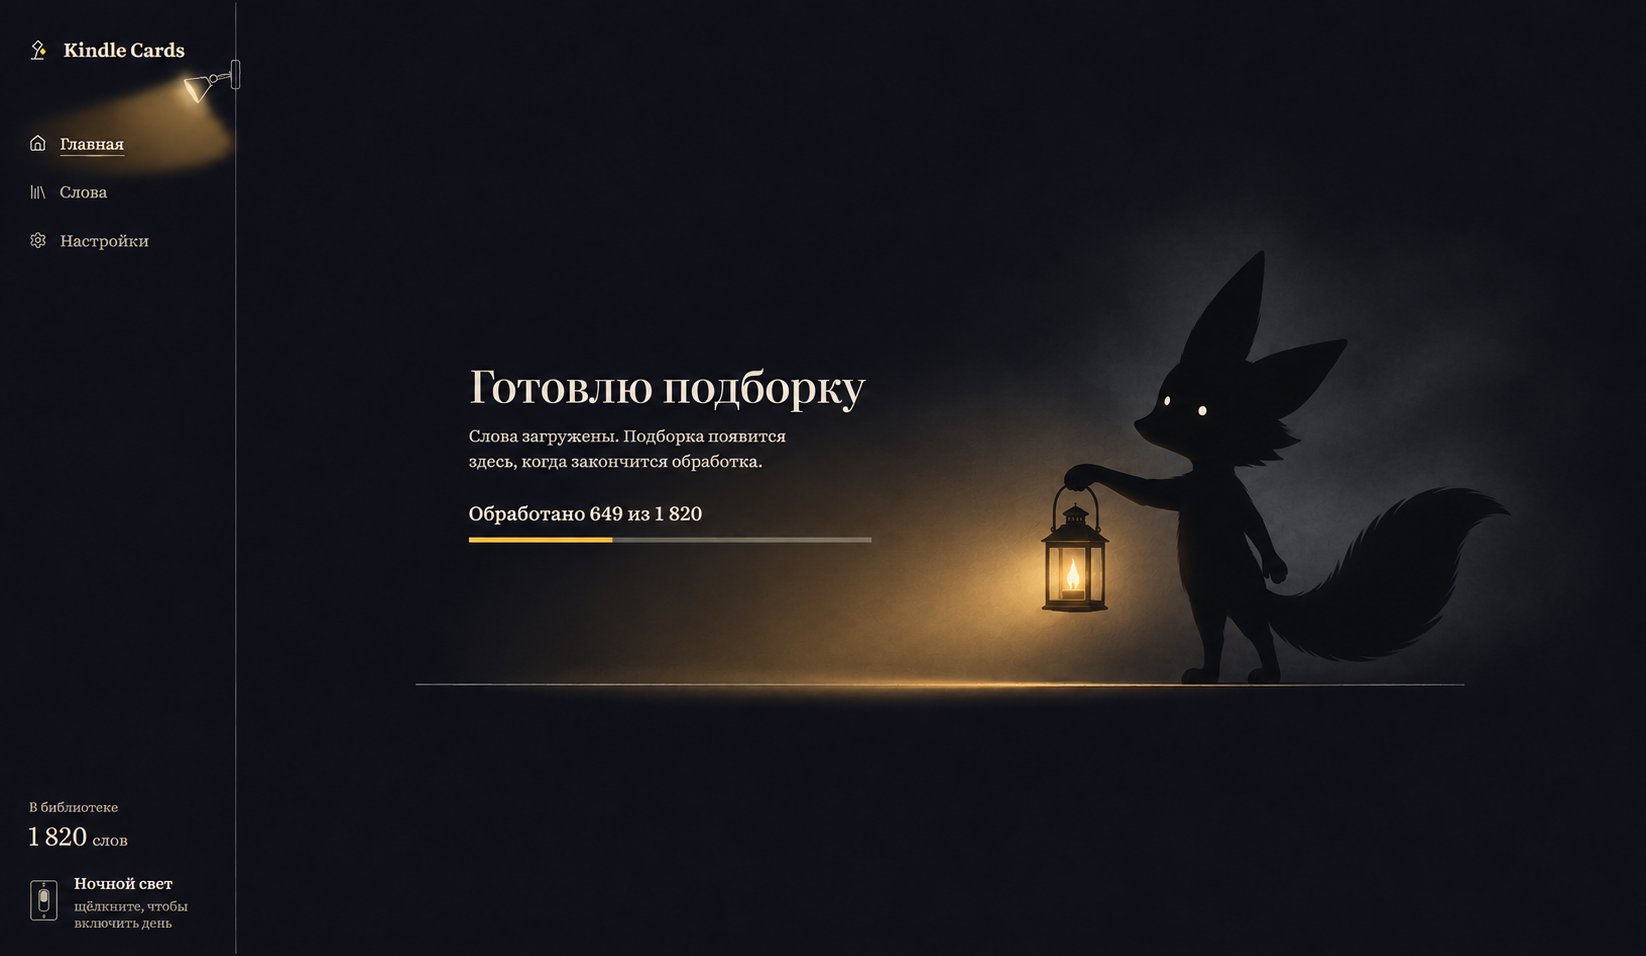 Kindle Cards
Главная
Слова
Настройки
Готовлю подборку
Слова загружены. Подборка появится
здесь, когда закончится обработка.
Обработано 649 из 1 820
В библиотеке
1 820 слов
Ночной свет
щёлкните, чтобы
включить день